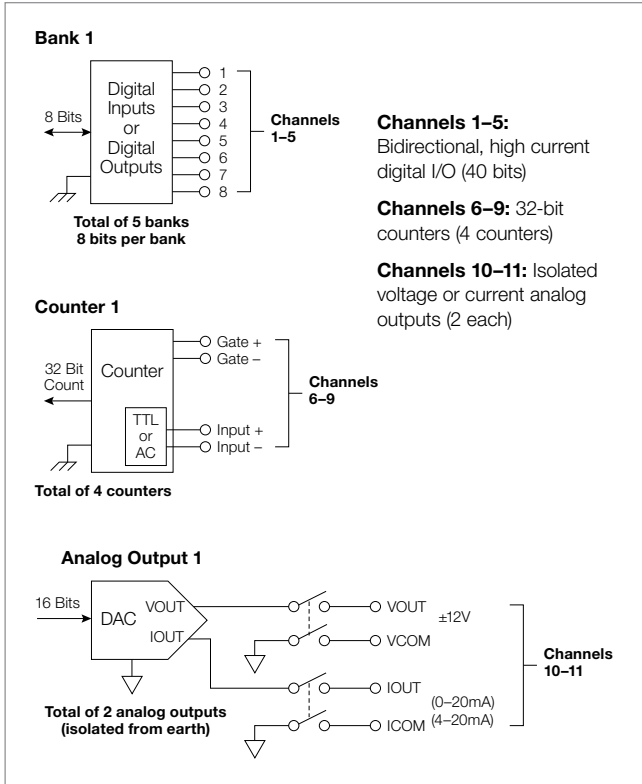 Bank 1
8 Bits
Digital
Inputs
or
Digital
Outputs
1
2
3
4
5
6
7
8
Channels
1–5
Total of 5 banks
8 bits per bank
Channels 1–5:
Bidirectional, high current
digital I/O (40 bits)
Channels 6–9: 32-bit
counters (4 counters)
Channels 10–11: Isolated
voltage or current analog
outputs (2 each)
Counter 1
32 Bit
Count
Counter
TTL
or
AC
Gate +
Gate –
Input +
Input –
Channels
6–9
Total of 4 counters
Analog Output 1
16 Bits
DAC
VOUT
IOUT
VOUT
±12V
VCOM
IOUT
(0–20mA)
ICOM (4–20mA)
Channels
10–11
Total of 2 analog outputs
(isolated from earth)